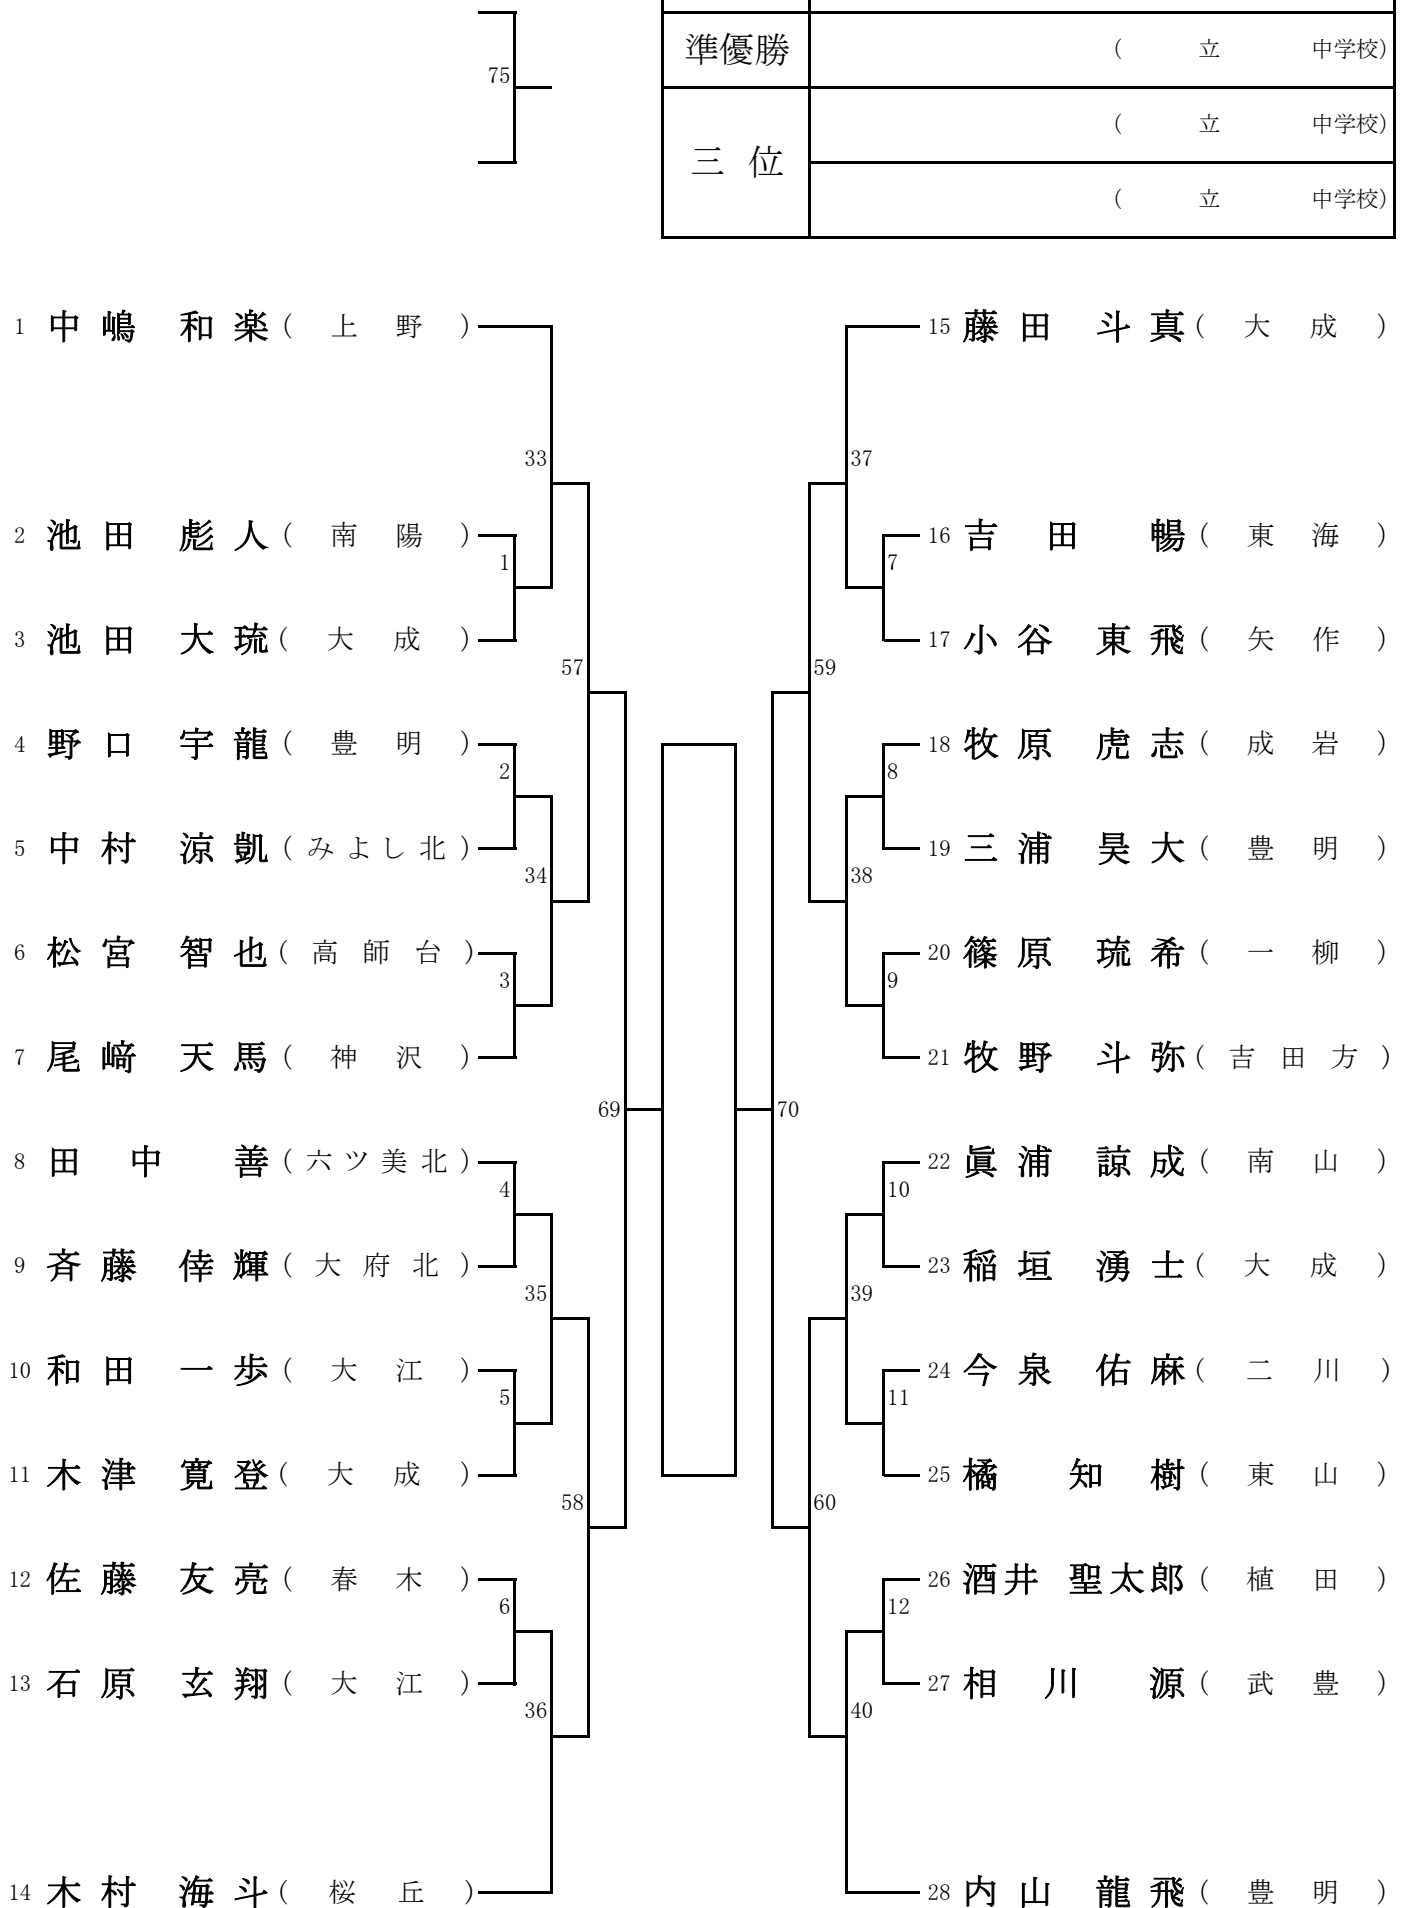 準優勝 ( 立 中学校)
75
( 立 中学校)
三 位
( 立 中学校)
1 中嶋 和楽 ( 上野 )
15 藤田 斗真 ( 大成 )
33
37
2 池田 彪人 ( 南陽 )
16 吉田 暢 ( 東海 )
1
7
3 池田 大琉 ( 大成 )
17 小谷 東飛 ( 矢作 )
57
59
4 野口 宇龍 ( 豊明 )
18 牧原 虎志 ( 成岩 )
2
8
5 中村 涼凱 ( みよし北 )
19 三浦 昊大 ( 豊明 )
34
38
6 松宮 智也 ( 高師台 )
20 篠原 琉希 ( 一柳 )
3
9
7 尾﨑 天馬 ( 神沢 )
21 牧野 斗弥 ( 吉田方 )
69
70
8 田中 善 ( 六ツ美北 )
22 眞浦 諒成 ( 南山 )
4
10
9 斉藤 倖輝 ( 大府北 )
23 稲垣 湧士 ( 大成 )
35
39
10 和田 一歩 ( 大江 )
24 今泉 佑麻 ( 二川 )
5
11
11 木津 寛登 ( 大成 )
25 橘 知樹 ( 東山 )
58
60
12 佐藤 友亮 ( 春木 )
26 酒井 聖太郎 ( 植田 )
6
12
13 石原 玄翔 ( 大江 )
27 相川 源 ( 武豊 )
36
40
14 木村 海斗 ( 桜丘 )
28 内山 龍飛 ( 豊明 )